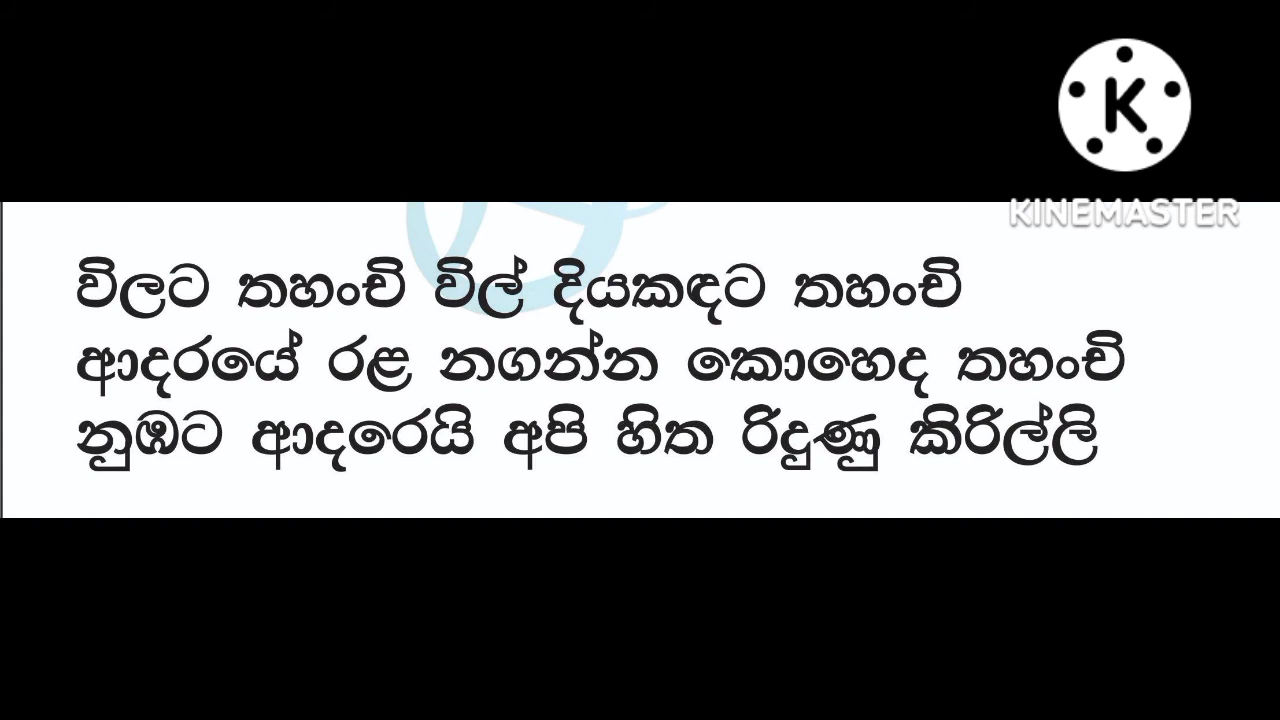 KINEMASTER
විලට තහංචි විල් දියකඳට තහංචි
ආදරයේ රළ නගන්න කොහෙද තහංචි
නුඹට ආදරෙයි අපි හිත රිදුණු කිරිල්ලි